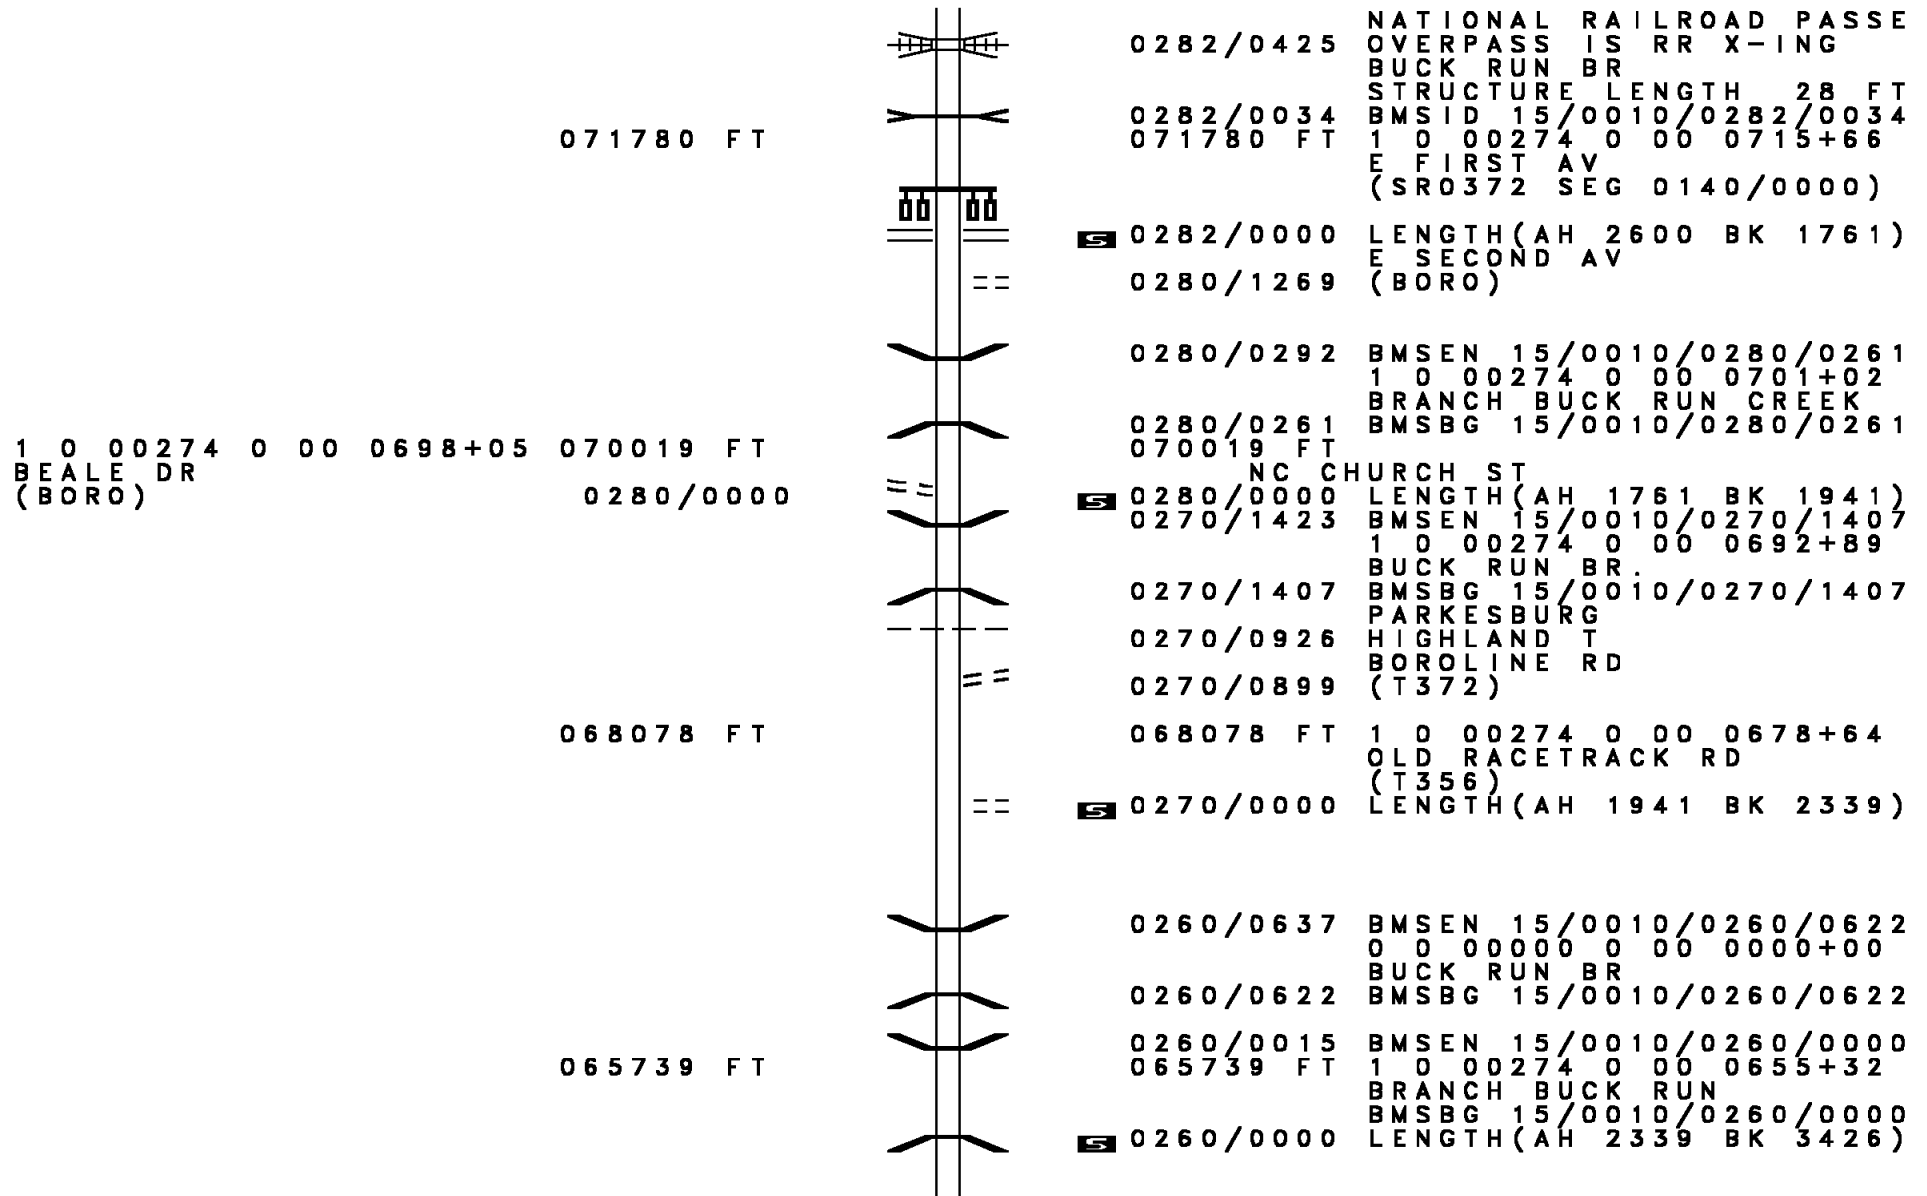 NATIONAL RAILROAD PASSE
0282/0425 OVERPASS IS RR X-ING
BUCK RUN BR
STRUCTURE LENGTH 28 FT
0282/0034 BMSID 15/0010/0282/0034
071780 FT 071780 FT 1 0 00274 0 00 0715+66
E FIRST AV
(SR0372 SEG 0140/0000)
S 0282/0000 LENGTH(AH 2600 BK 1761)
E SECOND AV
0280/1269 (BORO)
0280/0292 BMSEN 15/0010/0280/0261
1 0 00274 0 00 0701+02
BRANCH BUCK RUN CREEK
0280/0261 BMSBG 15/0010/0280/0261
1 0 00274 0 00 0698+05 070019 FT 070019 FT
BEALE DR NC CHURCH ST
(BORO) 0280/0000 S 0280/0000 LENGTH(AH 1761 BK 1941)
0270/1423 BMSEN 15/0010/0270/1407
1 0 00274 0 00 0692+89
BUCK RUN BR.
0270/1407 BMSBG 15/0010/0270/1407
PARKESBURG
0270/0926 HIGHLAND T
BOROLINE RD
0270/0899 (T372)
068078 FT 068078 FT 1 0 00274 0 00 0678+64
OLD RACETRACK RD
(T356)
S 0270/0000 LENGTH(AH 1941 BK 2339)
0260/0637 BMSEN 15/0010/0260/0622
0 0 00000 0 00 0000+00
BUCK RUN BR
0260/0622 BMSBG 15/0010/0260/0622
0260/0015 BMSEN 15/0010/0260/0000
065739 FT 065739 FT 1 0 00274 0 00 0655+32
BRANCH BUCK RUN
BMSBG 15/0010/0260/0000
S 0260/0000 LENGTH(AH 2339 BK 3426)